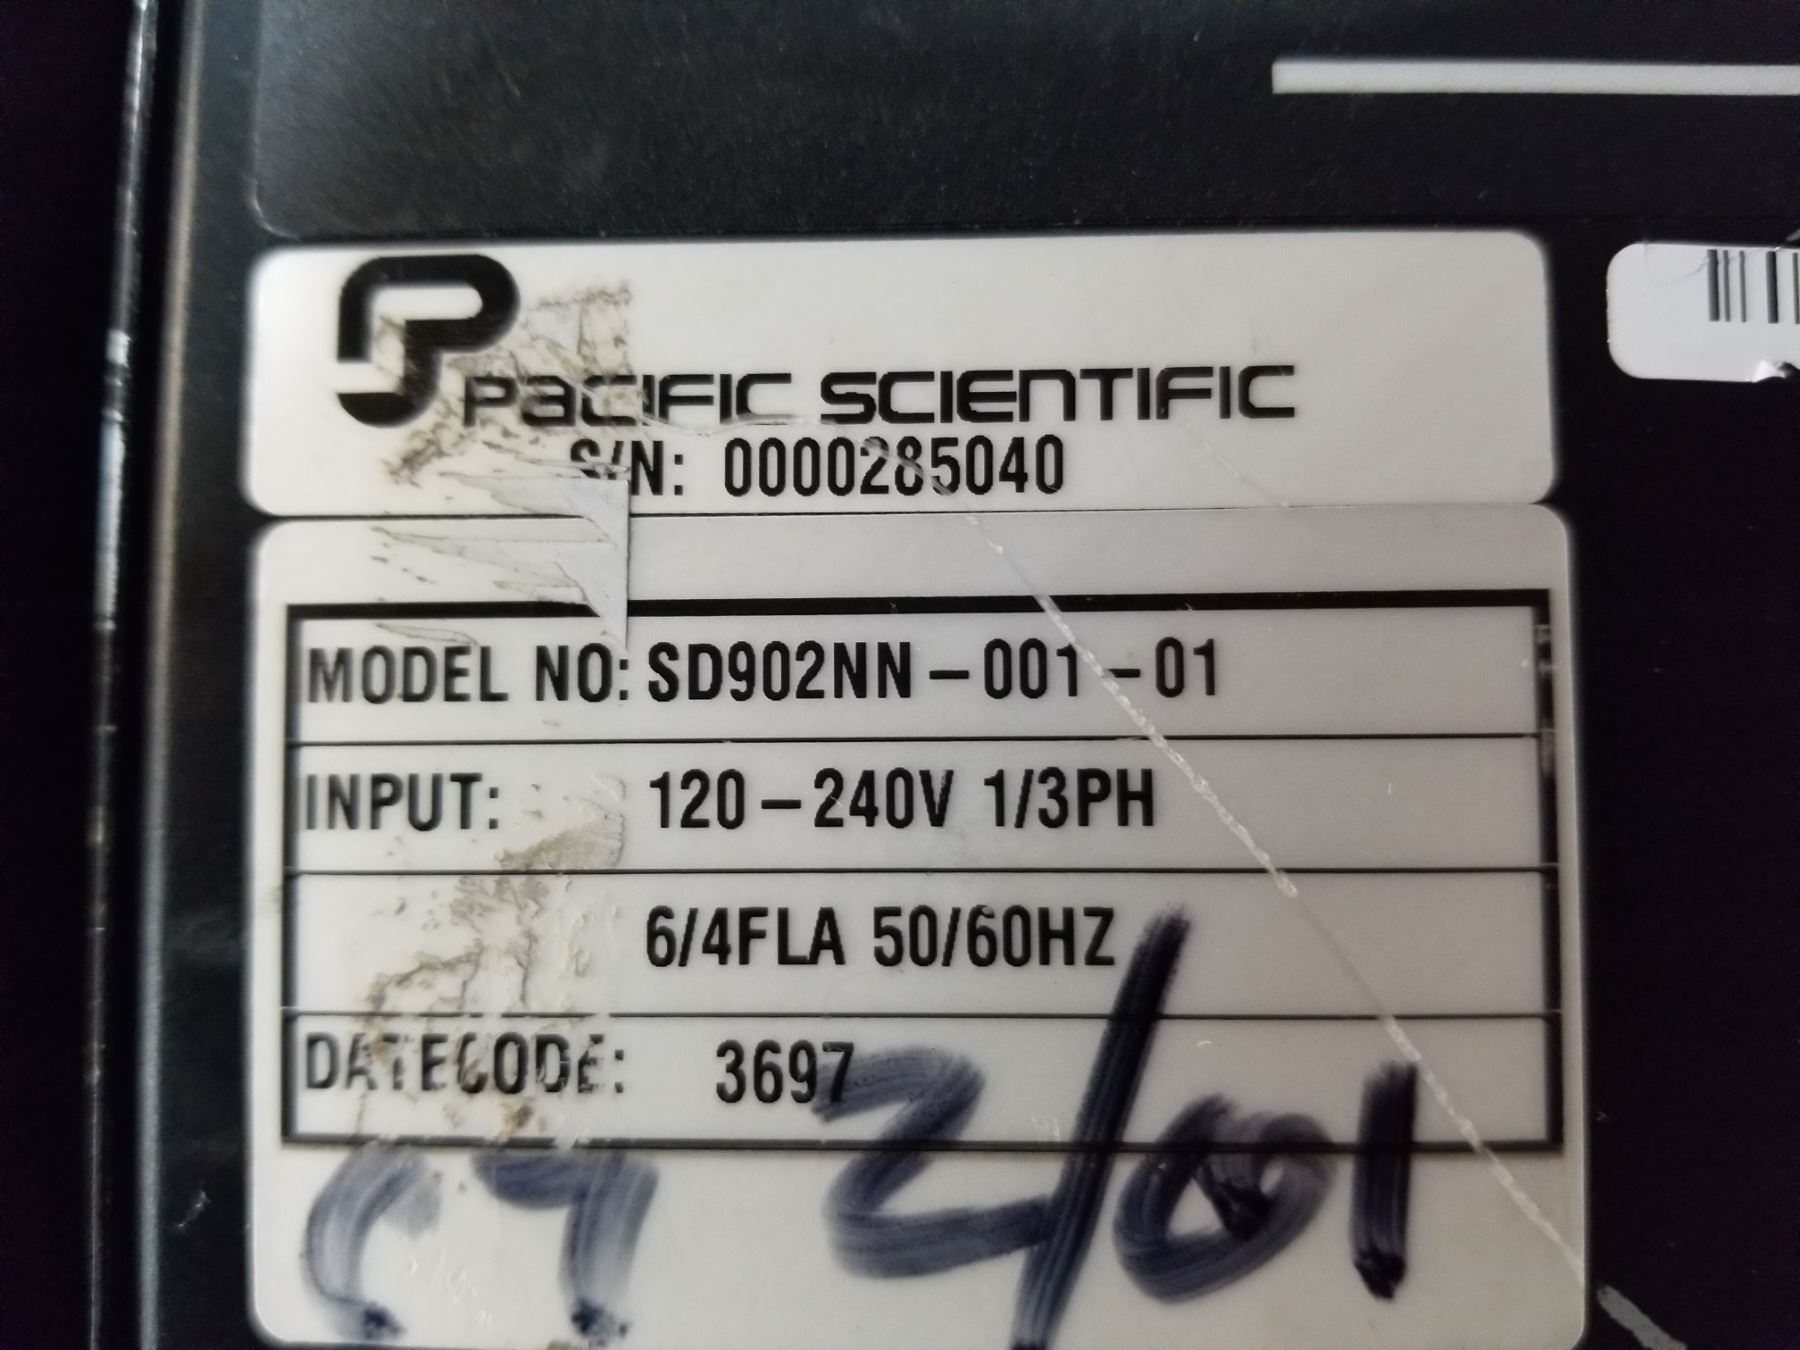 PACIFIC SCIENTIFIC
S/N: 0000285040
MODEL NO: SD902NN-001-01
INPUT: 120-240V 1/3PH
6/4FLA 50/60HZ
DATECODE: 3697
2/01